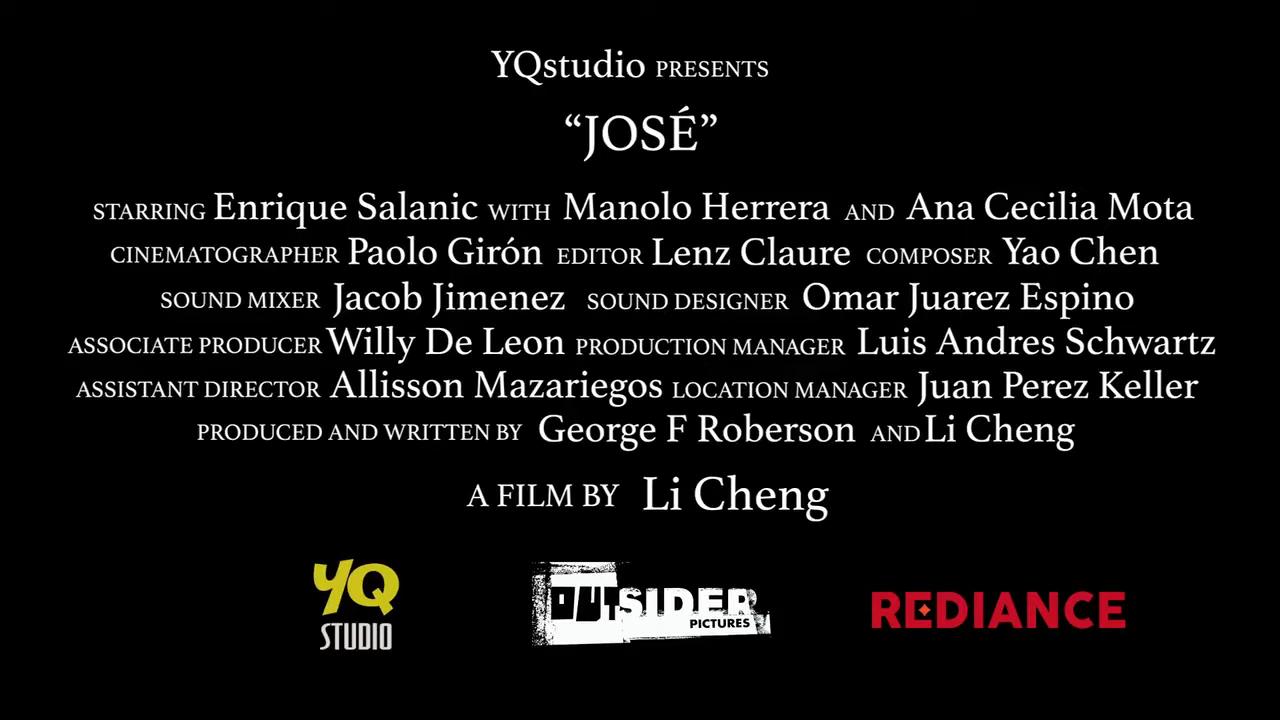 YQstudio PRESENTS
“JOSÉ”
STARRING Enrique Salanic WITH Manolo Herrera AND Ana Cecilia Mota
CINEMATOGRAPHER Paolo Girón EDITOR Lenz Claure COMPOSER Yao Chen
SOUND MIXER Jacob Jimenez SOUND DESIGNER Omar Juarez Espino
ASSOCIATE PRODUCER Willy De Leon PRODUCTION MANAGER Luis Andres Schwartz
ASSISTANT DIRECTOR Allisson Mazariegos LOCATION MANAGER Juan Perez Keller
PRODUCED AND WRITTEN BY George F Roberson AND Li Cheng
A FILM BY Li Cheng
YQ
STUDIO
OUTSIDER
PICTURES
REDIANCE